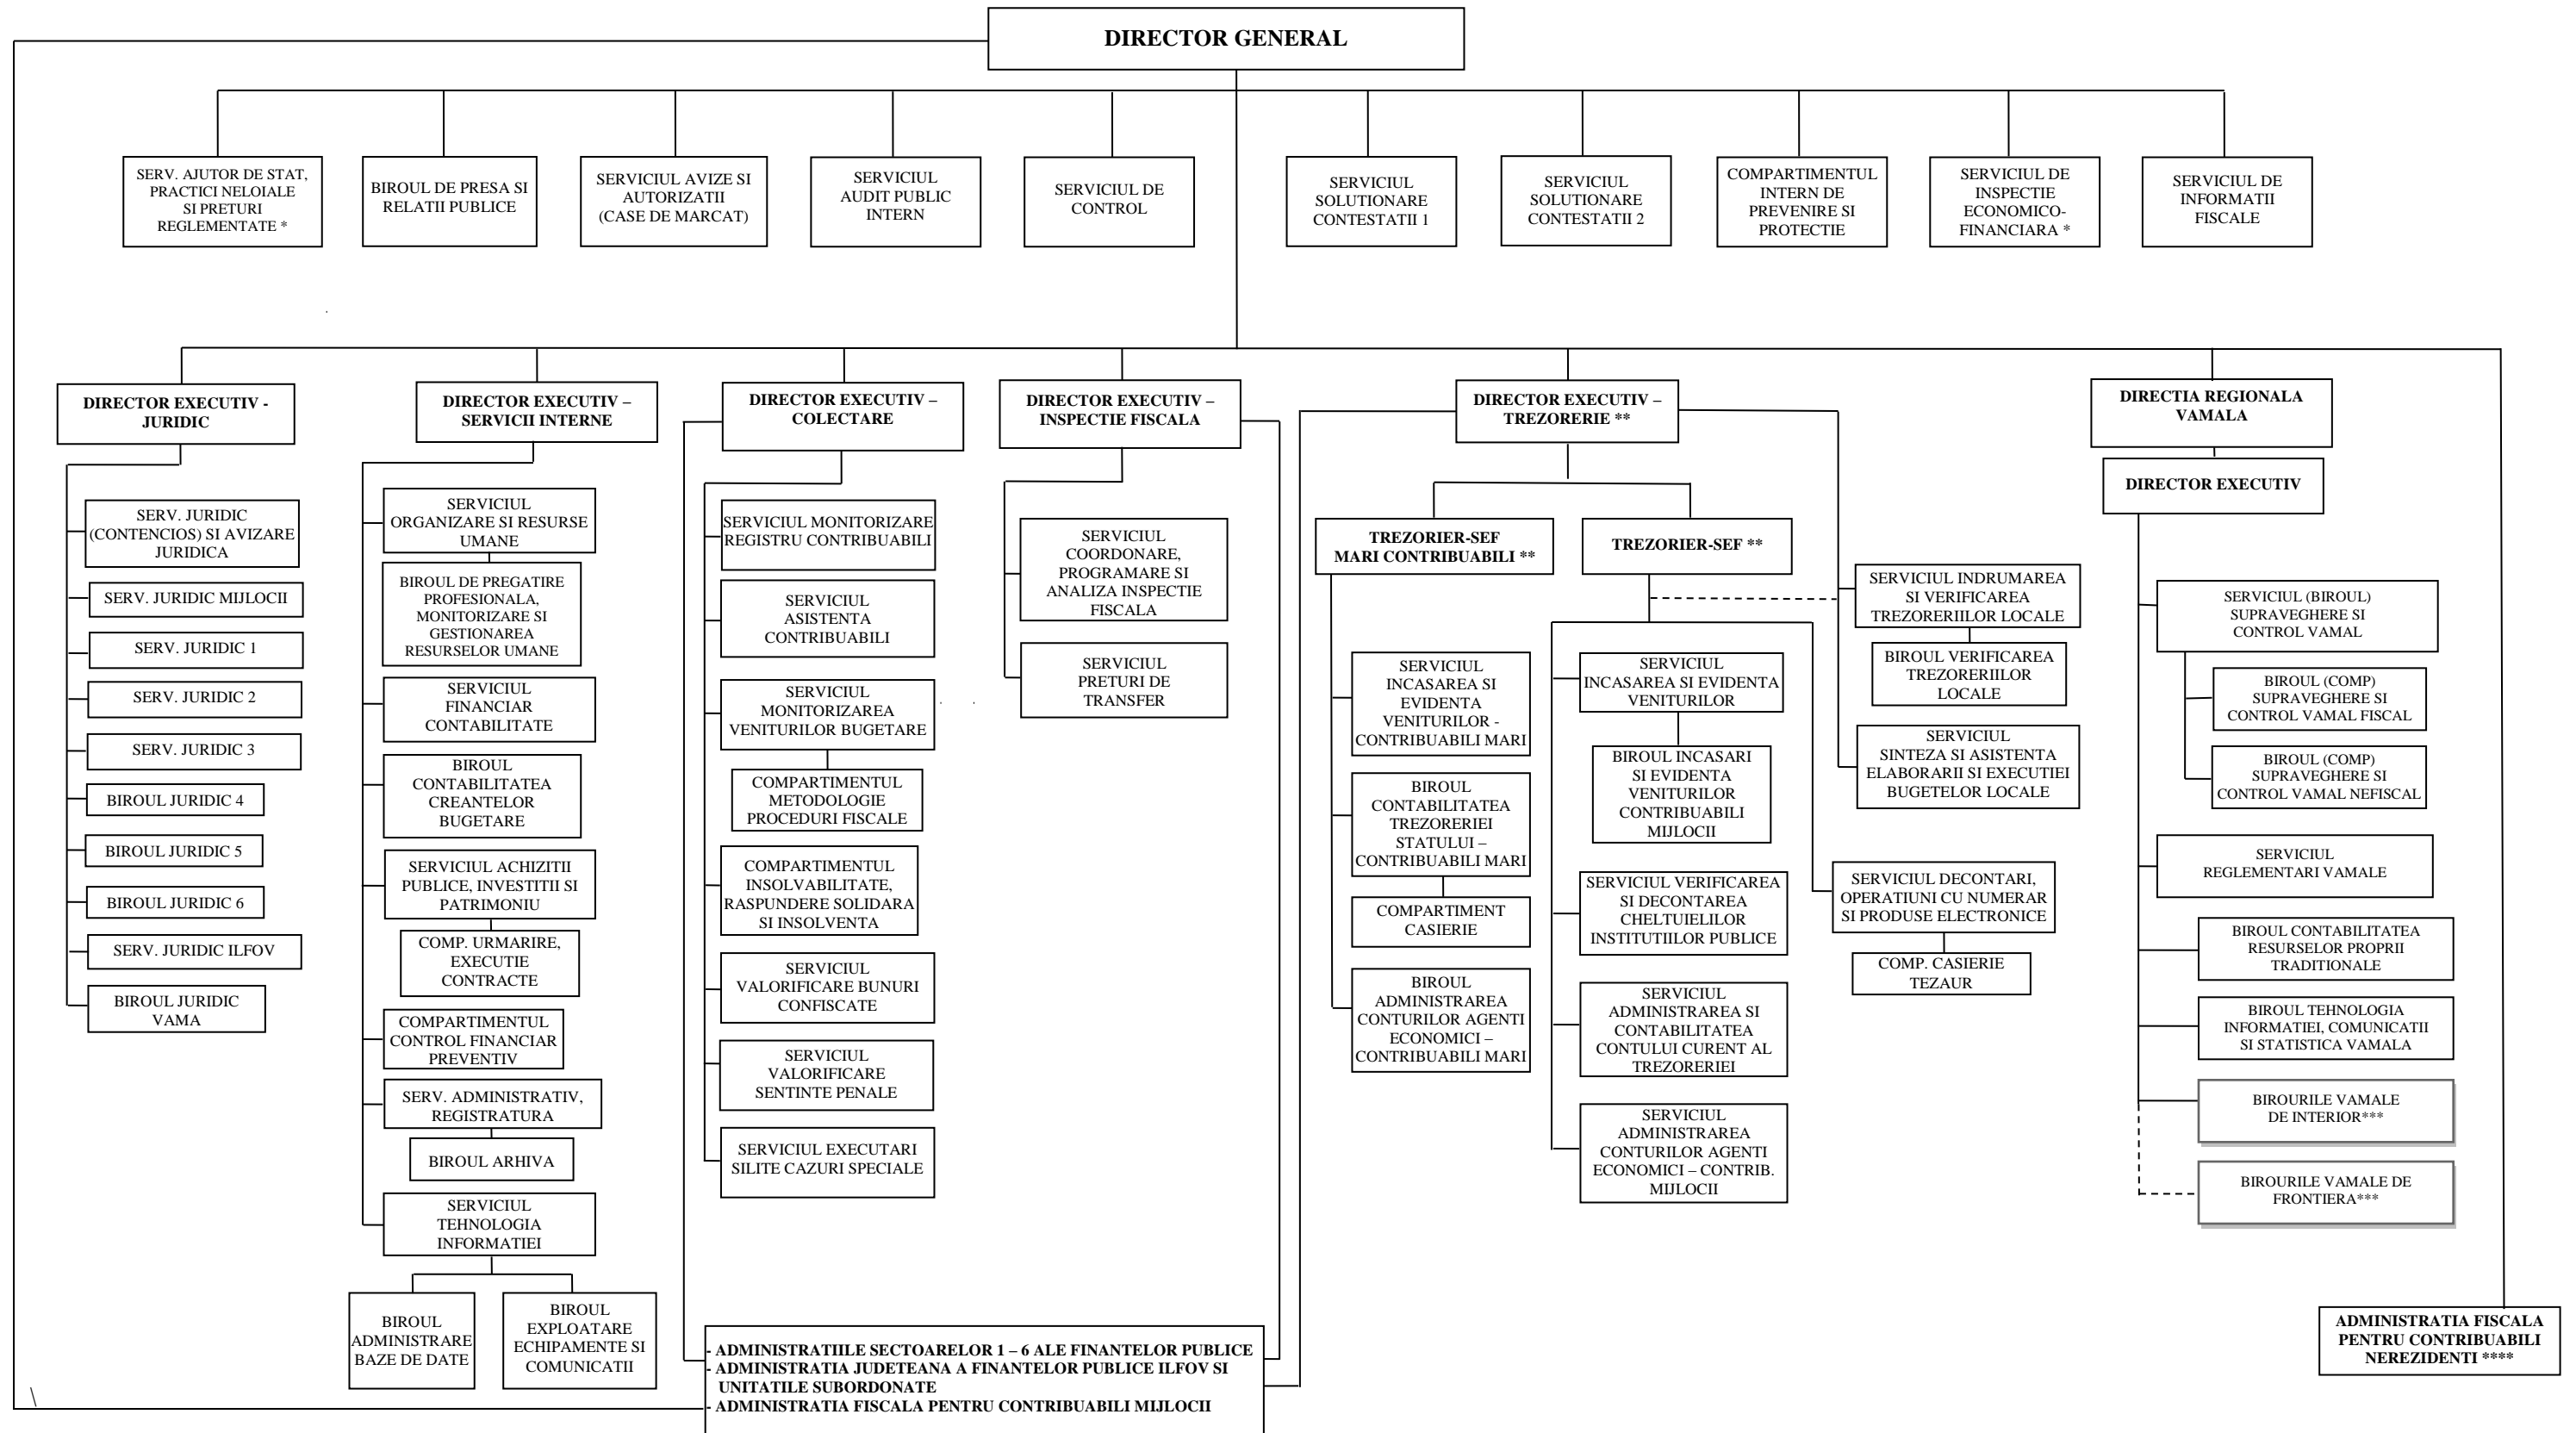 DIRECTOR GENERAL
SERV. AJUTOR DE STAT,
PRACTICI NELOIALE
SI PRETURI
REGLEMENTATE *
BIROUL DE PRESA SI
RELATII PUBLICE
SERVICIUL AVIZE SI
AUTORIZATII
(CASE DE MARCAT)
SERVICIUL
AUDIT PUBLIC
INTERN
SERVICIUL DE
CONTROL
SERVICIUL
SOLUTIONARE
CONTESTATII 1
SERVICIUL
SOLUTIONARE
CONTESTATII 2
COMPARTIMENTUL
INTERN DE
PREVENIRE SI
PROTECTIE
SERVICIUL DE
INSPECTIE
ECONOMICO-
FINANCIARA *
SERVICIUL DE
INFORMATII
FISCALE
DIRECTOR EXECUTIV -
JURIDIC
SERV. JURIDIC
(CONTENCIOS) SI AVIZARE
JURIDICA
SERV. JURIDIC MIJLOCII
SERV. JURIDIC 1
SERV. JURIDIC 2
SERV. JURIDIC 3
BIROUL JURIDIC 4
BIROUL JURIDIC 5
BIROUL JURIDIC 6
SERV. JURIDIC ILFOV
BIROUL JURIDIC
VAMA
DIRECTOR EXECUTIV –
SERVICII INTERNE
SERVICIUL
ORGANIZARE SI RESURSE
UMANE
BIROUL DE PREGATIRE
PROFESIONALA,
MONITORIZARE SI
GESTIONAREA
RESURSELOR UMANE
SERVICIUL
FINANCIAR
CONTABILITATE
BIROUL
CONTABILITATEA
CREANTELOR
BUGETARE
SERVICIUL ACHIZITII
PUBLICE, INVESTITII SI
PATRIMONIU
COMP. URMARIRE,
EXECUTIE
CONTRACTE
COMPARTIMENTUL
CONTROL FINANCIAR
PREVENTIV
SERV. ADMINISTRATIV,
REGISTRATURA
BIROUL ARHIVA
SERVICIUL
TEHNOLOGIA
INFORMATIEI
BIROUL
ADMINISTRARE
BAZE DE DATE
BIROUL
EXPLOATARE
ECHIPAMENTE SI
COMUNICATII
DIRECTOR EXECUTIV –
COLECTARE
SERVICIUL MONITORIZARE
REGISTRU CONTRIBUABILI
SERVICIUL
ASISTENTA
CONTRIBUABILI
SERVICIUL
MONITORIZAREA
VENITURILOR BUGETARE
COMPARTIMENTUL
METODOLOGIE
PROCEDURI FISCALE
COMPARTIMENTUL
INSOLVABILITATE,
RASPUNDERE SOLIDARA
SI INSOLVENTA
SERVICIUL
VALORIFICARE BUNURI
CONFISCATE
SERVICIUL
VALORIFICARE
SENTINTE PENALE
SERVICIUL EXECUTARI
SILITE CAZURI SPECIALE
DIRECTOR EXECUTIV –
INSPECTIE FISCALA
SERVICIUL
COORDONARE,
PROGRAMARE SI
ANALIZA INSPECTIE
FISCALA
SERVICIUL
PRETURI DE
TRANSFER
- ADMINISTRATIILE SECTOARELOR 1 – 6 ALE FINANTELOR PUBLICE
- ADMINISTRATIA JUDETEANA A FINANTELOR PUBLICE ILFOV SI
UNITATILE SUBORDONATE
- ADMINISTRATIA FISCALA PENTRU CONTRIBUABILI MIJLOCII
DIRECTOR EXECUTIV –
TREZORERIE **
TREZORIER-SEF
MARI CONTRIBUABILI **
SERVICIUL
INCASAREA SI
EVIDENTA
VENITURILOR -
CONTRIBUABILI MARI
BIROUL
CONTABILITATEA
TREZORERIEI
STATULUI –
CONTRIBUABILI MARI
COMPARTIMENT
CASIERIE
BIROUL
ADMINISTRAREA
CONTURILOR AGENTI
ECONOMICI –
CONTRIBUABILI MARI
TREZORIER-SEF **
SERVICIUL
INCASAREA SI EVIDENTA
VENITURILOR
BIROUL INCASARI
SI EVIDENTA
VENITURILOR
CONTRIBUABILI
MIJLOCII
SERVICIUL VERIFICAREA
SI DECONTAREA
CHELTUIELILOR
INSTITUTIILOR PUBLICE
SERVICIUL
ADMINISTRAREA SI
CONTABILITATEA
CONTULUI CURENT AL
TREZORERIEI
SERVICIUL
ADMINISTRAREA
CONTURILOR AGENTI
ECONOMICI – CONTRIB.
MIJLOCII
SERVICIUL INDRUMAREA
SI VERIFICAREA
TREZORERIILOR LOCALE
BIROUL VERIFICAREA
TREZORERIILOR
LOCALE
SERVICIUL
SINTEZA SI ASISTENTA
ELABORARII SI EXECUTIEI
BUGETELOR LOCALE
SERVICIUL DECONTARI,
OPERATIUNI CU NUMERAR
SI PRODUSE ELECTRONICE
COMP. CASIERIE
TEZAUR
DIRECTIA REGIONALA
VAMALA
DIRECTOR EXECUTIV
SERVICIUL (BIROUL)
SUPRAVEGHERE SI
CONTROL VAMAL
BIROUL (COMP)
SUPRAVEGHERE SI
CONTROL VAMAL FISCAL
BIROUL (COMP)
SUPRAVEGHERE SI
CONTROL VAMAL NEFISCAL
SERVICIUL
REGLEMENTARI VAMALE
BIROUL CONTABILITATEA
RESURSELOR PROPRII
TRADITIONALE
BIROUL TEHNOLOGIA
INFORMATIEI, COMUNICATII
SI STATISTICA VAMALA
BIROURILE VAMALE
DE INTERIOR***
BIROURILE VAMALE DE
FRONTIERA***
ADMINISTRATIA FISCALA
PENTRU CONTRIBUABILI
NEREZIDENTI ****
\